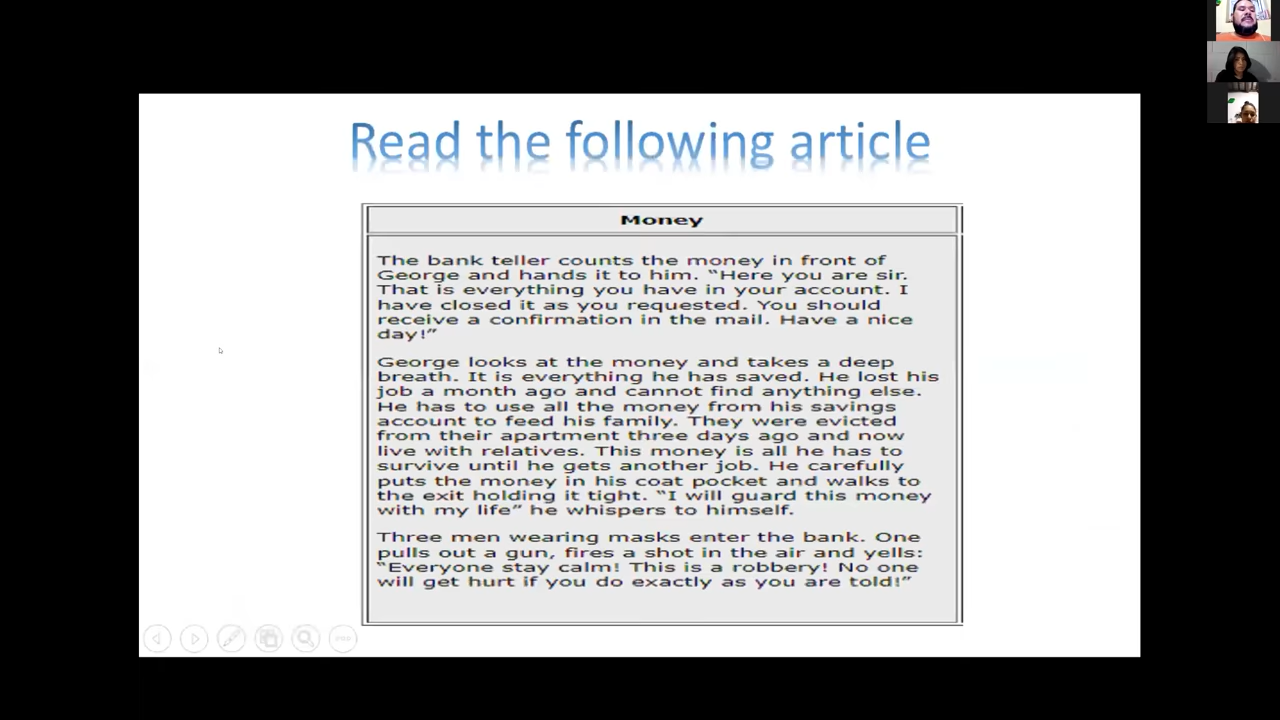 Read the following article
Money
The bank teller counts the money in front of
George and hands it to him. “Here you are sir.
That is everything you have in your account. I
have closed it as you requested. You should
receive a confirmation in the mail. Have a nice
day!”
George looks at the money and takes a deep
breath. It is everything he has saved. He lost his
job a month ago and cannot find anything else.
He has to use all the money from his savings
account to feed his family. They were evicted
from their apartment three days ago and now
live with relatives. This money is all he has to
survive until he gets another job. He carefully
puts the money in his coat pocket and walks to
the exit holding it tight. “I will guard this money
with my life” he whispers to himself.
Three men wearing masks enter the bank. One
pulls out a gun, fires a shot in the air and yells:
“Everyone stay calm! This is a robbery! No one
will get hurt if you do exactly as you are told!”